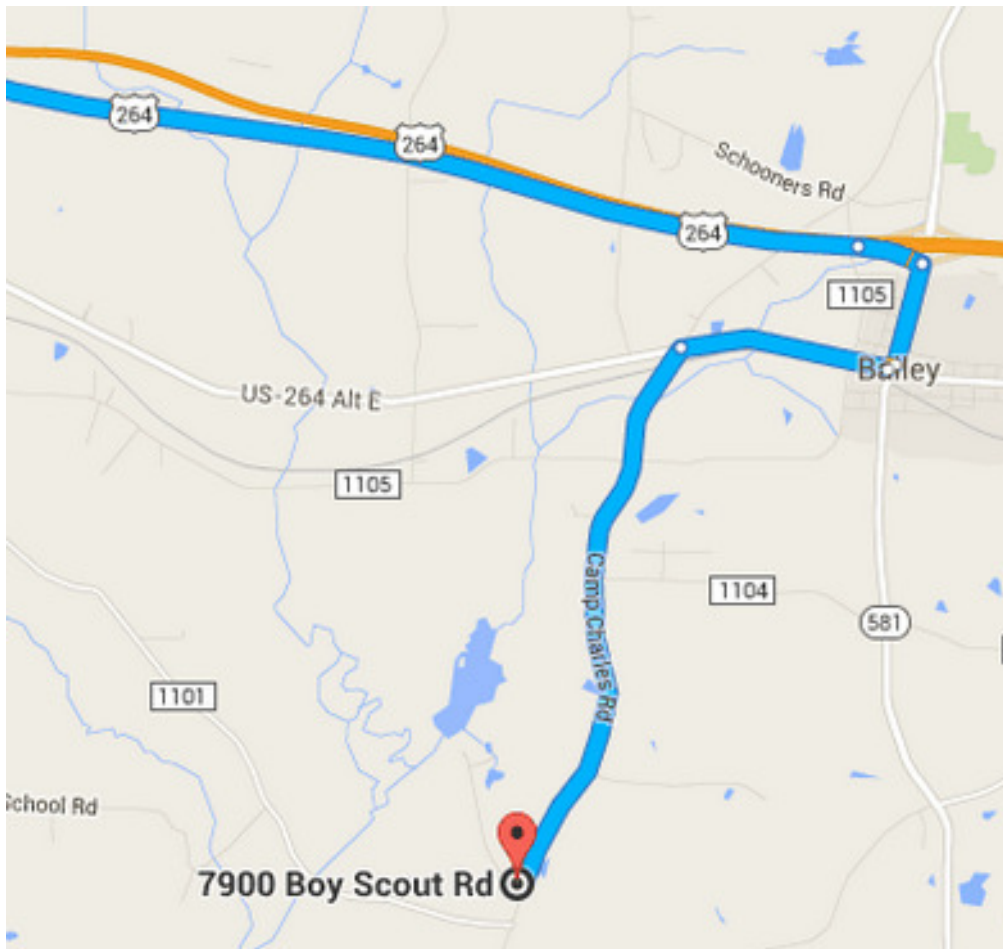 264
264
Schooners Rd
264
1105
Bailey
US-264 Alt E
1105
Camp Charles Rd
1104
581
1101
School Rd
7900 Boy Scout Rd